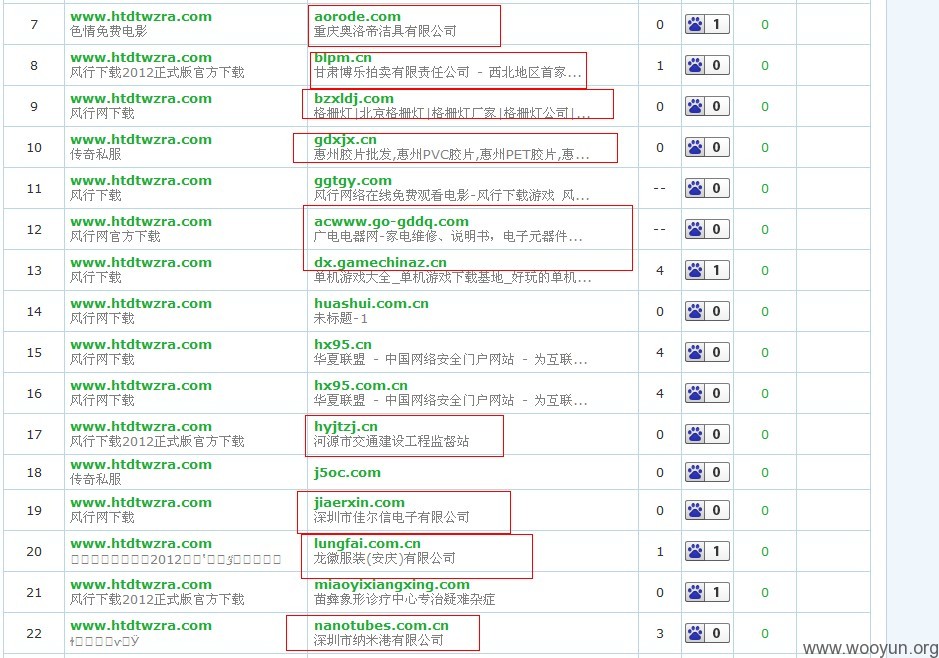 7 www.htdtwzra.com aorode.com 0 1 0
色情免费电影 重庆奥洛帝洁具有限公司
8 www.htdtwzra.com blpm.cn 1 0 0
风行下载2012正式版官方下载 甘肃博乐拍卖有限责任公司 - 西北地区首家...
9 www.htdtwzra.com bzxldj.com 0 0 0
风行网下载 格栅灯|北京格栅灯|格栅灯厂家|格栅灯公司|...
10 www.htdtwzra.com gdxjx.cn 0 0 0
传奇私服 惠州胶片批发,惠州PVC胶片,惠州PET胶片,惠...
11 www.htdtwzra.com ggtgy.com -- 0 0
风行下载 风行网络在线免费观看电影-风行下载游戏 风...
12 www.htdtwzra.com acwww.go-gddq.com -- 0 0
风行网官方下载 广电电器网-家电维修、说明书，电子元器件...
13 www.htdtwzra.com dx.gamechinaz.cn 4 1 0
风行网下载 单机游戏大全_单机游戏下载基地_好玩的单机...
14 www.htdtwzra.com huashui.com.cn 0 0 0
风行网下载 未标题-1
15 www.htdtwzra.com hx95.cn 4 0 0
风行网下载 华夏联盟 - 中国网络安全门户网站 - 为互联...
16 www.htdtwzra.com hx95.com.cn 4 0 0
风行网下载 华夏联盟 - 中国网络安全门户网站 - 为互联...
17 www.htdtwzra.com hyjtzj.cn 0 0 0
风行下载2012正式版官方下载 河源市交通建设工程监督站
18 www.htdtwzra.com j5oc.com 0 0 0
传奇私服
19 www.htdtwzra.com jiaerxin.com 0 0 0
风行网下载 深圳市佳尔信电子有限公司
20 www.htdtwzra.com lungfai.com.cn 1 1 0
2012 龙徽服装(安庆)有限公司
21 www.htdtwzra.com miaoyixiangxing.com 0 1 0
风行下载2012正式版官方下载 苗彝象形诊疗中心专治疑难杂症
22 www.htdtwzra.com nanotubes.com.cn 3 0 0
深圳市纳米港有限公司
www.wooyun.org